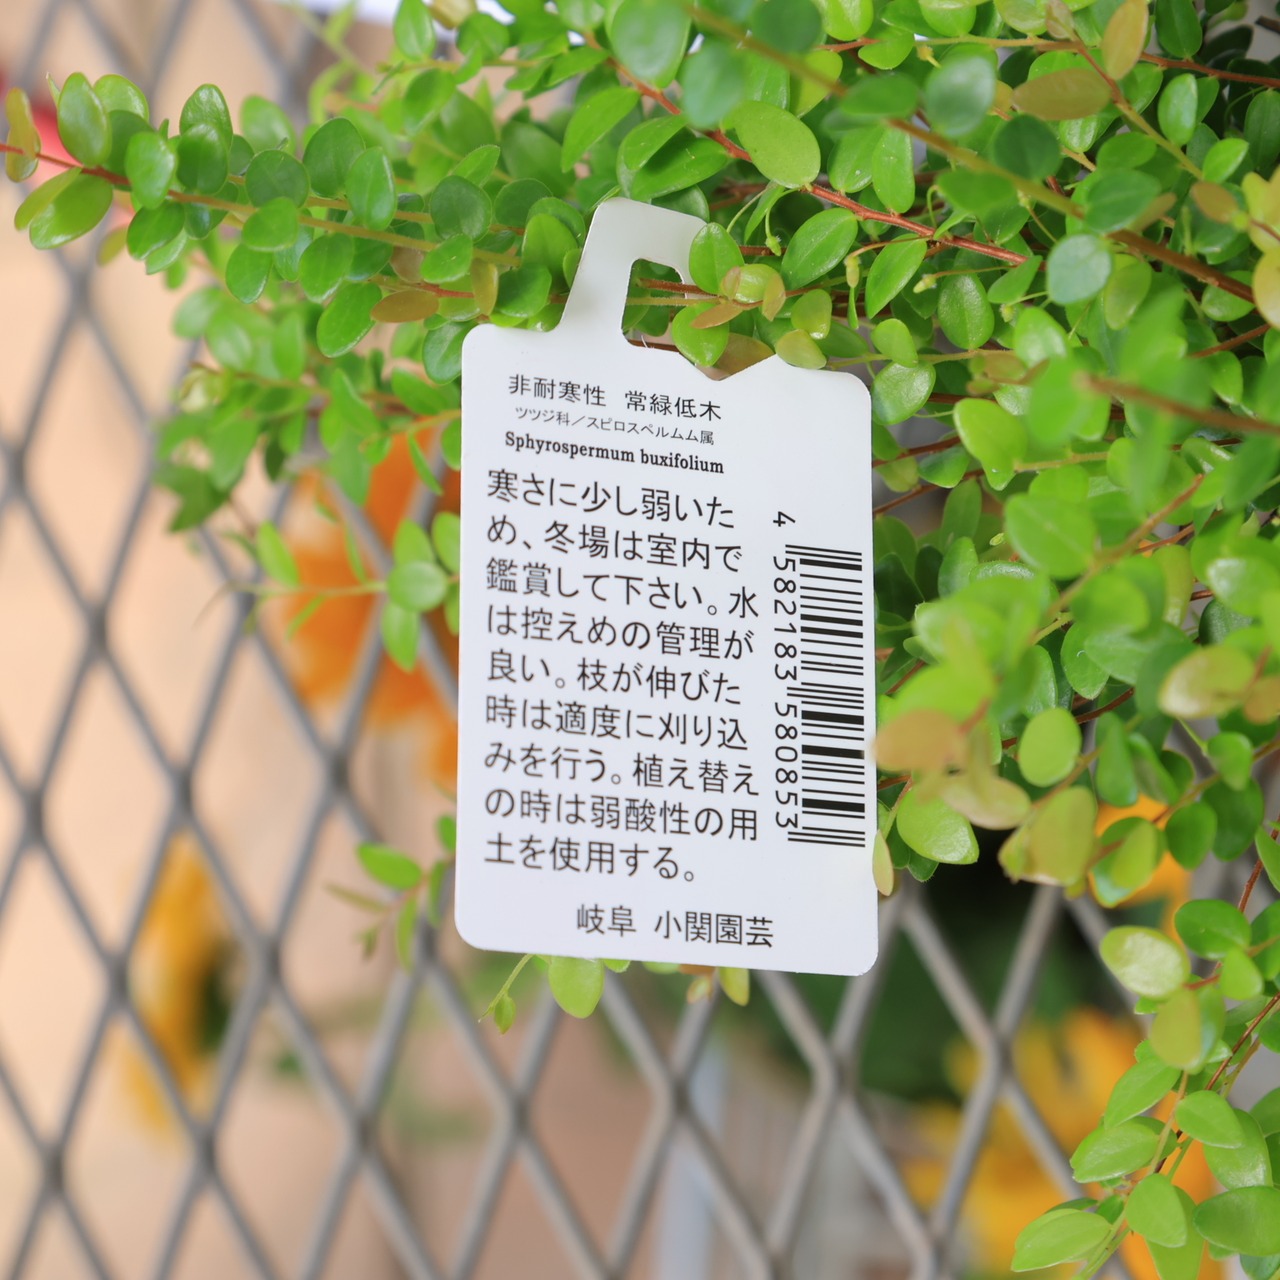 非耐寒性 常緑低木
ツツジ科/スピロスペルムム属
Sphyrospermum buxifolium
寒さに少し弱いた
め、冬場は室内で
鑑賞して下さい。水
は控えめの管理が
良い。枝が伸びた
時は適度に刈り込
みを行う。植え替え
の時は弱酸性の用
土を使用する。
岐阜 小関園芸
4 582183 580853